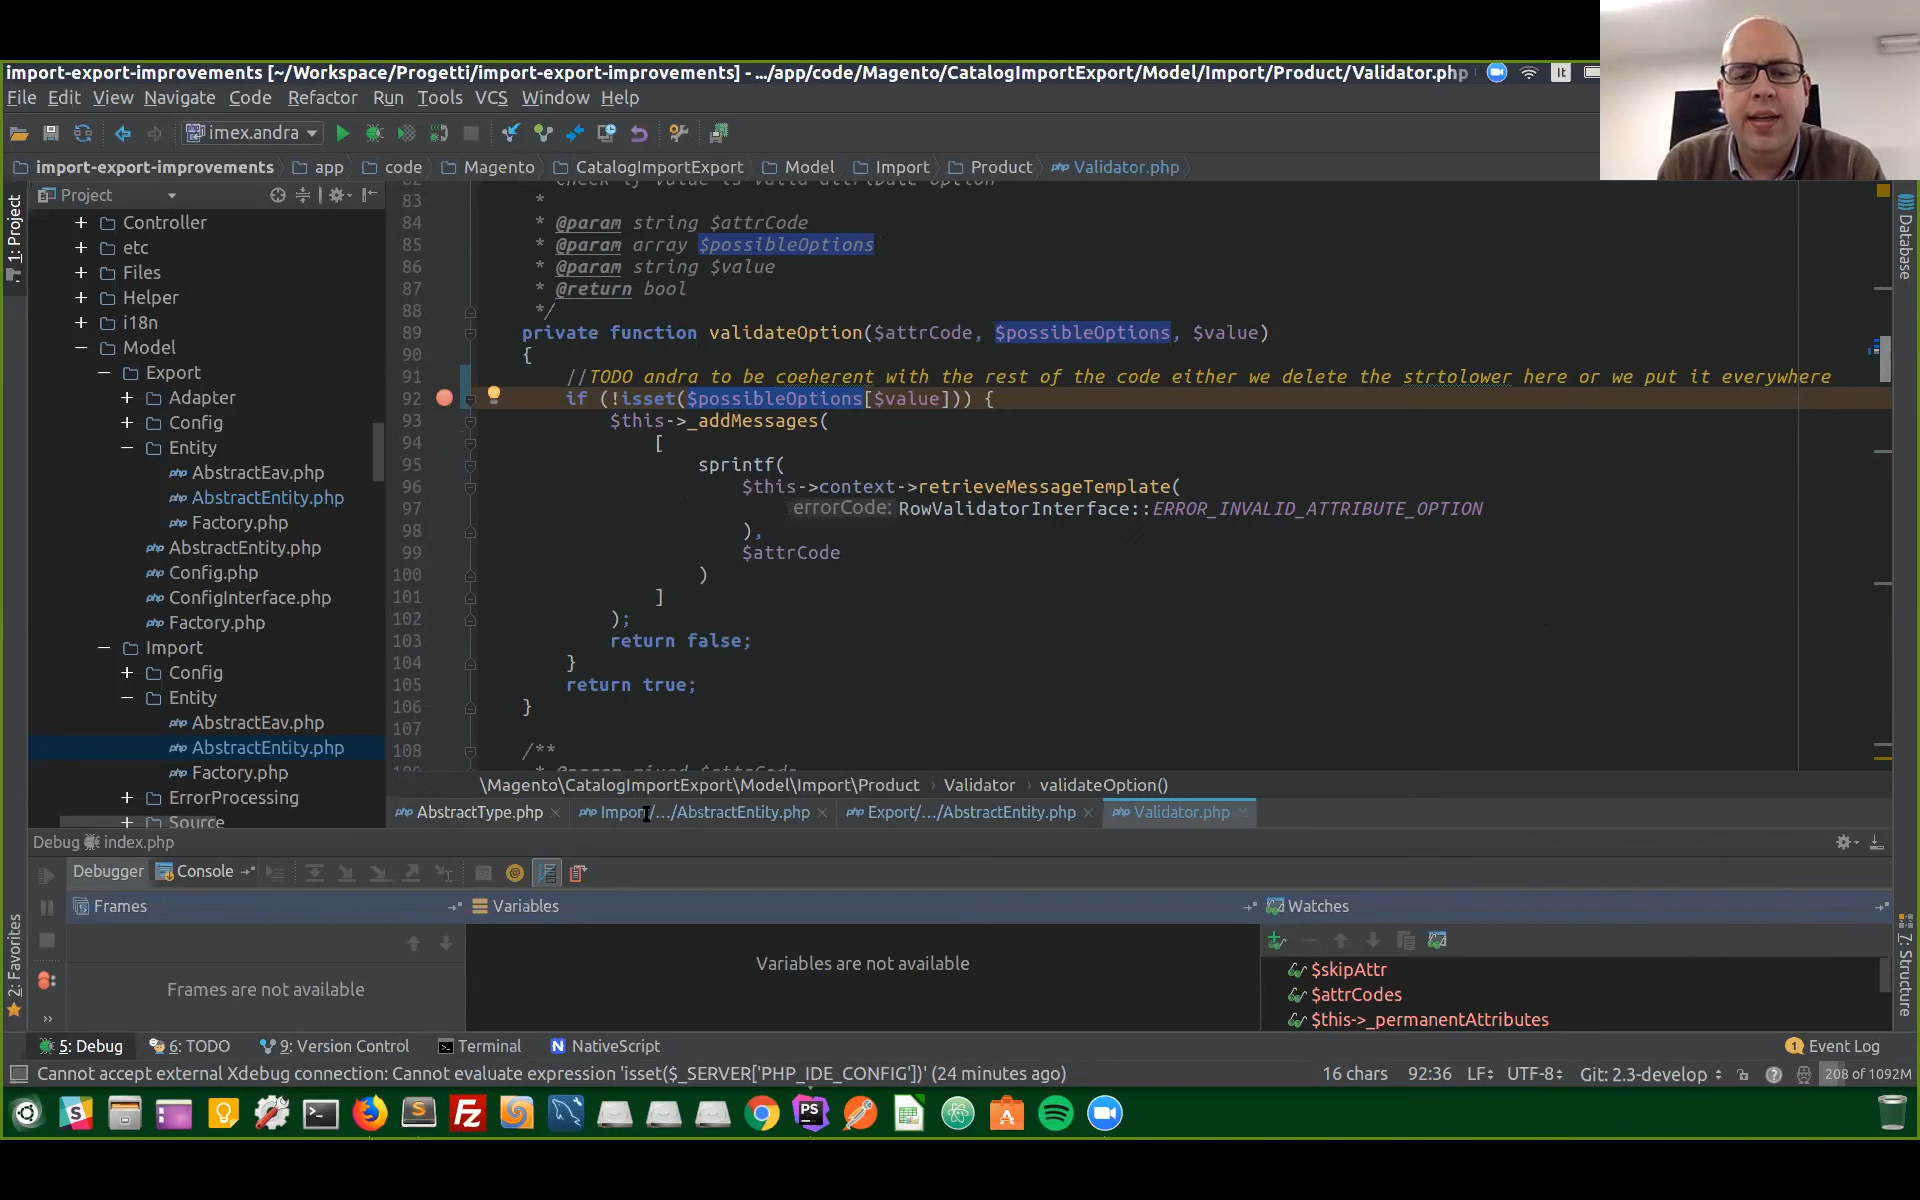 import-export-improvements [~/Workspace/Progetti/import-export-improvements] - .../app/code/Magento/CatalogImportExport/Model/Import/Product/Validator.php
It
File Edit View Navigate Code Refactor Run Tools VCS Window Help
imex.andra
import-export-improvements app code Magento CatalogImportExport Model Import Product Validator.php
Project
1: Project
Controller
etc
Files
Helper
i18n
Model
Export
Adapter
Config
Entity
AbstractEav.php
AbstractEntity.php
Factory.php
AbstractEntity.php
Config.php
ConfigInterface.php
Factory.php
Import
Config
Entity
AbstractEav.php
AbstractEntity.php
Factory.php
ErrorProcessing
Source
83 *
84 * @param string $attrCode
85 * @param array $possibleOptions
86 * @param string $value
87 * @return bool
88 */
89 private function validateOption($attrCode, $possibleOptions, $value)
90 {
91 //TODO andra to be coeherent with the rest of the code either we delete the strtolower here or we put it everywhere
92 if (!isset($possibleOptions[$value])) {
93 $this->_addMessages(
94 [
95 sprintf(
96 $this->context->retrieveMessageTemplate(
97 errorCode: RowValidatorInterface::ERROR_INVALID_ATTRIBUTE_OPTION
98 ),
99 $attrCode
100 )
101 ]
102 );
103 return false;
104 }
105 return true;
106 }
107
108 /**
Database
\Magento\CatalogImportExport\Model\Import\Product › Validator › validateOption()
AbstractType.php Import/.../AbstractEntity.php Export/.../AbstractEntity.php Validator.php
Debug index.php
Debugger Console
Frames Variables Watches
Frames are not available
Variables are not available
$skipAttr
$attrCodes
$this->_permanentAttributes
2: Favorites
7: Structure
5: Debug 6: TODO 9: Version Control Terminal NativeScript 1 Event Log
Cannot accept external Xdebug connection: Cannot evaluate expression 'isset($_SERVER['PHP_IDE_CONFIG'])' (24 minutes ago) 16 chars 92:36 LF UTF-8 Git: 2.3-develop 208 of 1092M